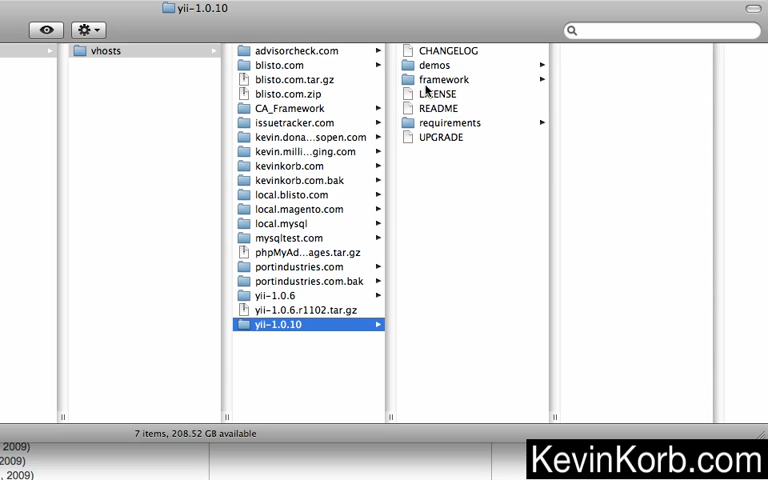 yii-1.0.10
vhosts
advisorcheck.com
blisto.com
blisto.com.tar.gz
blisto.com.zip
CA_Framework
issuetracker.com
kevin.dona...sopen.com
kevin.milli...ging.com
kevinkorb.com
kevinkorb.com.bak
local.blisto.com
local.magento.com
local.mysql
mysqltest.com
phpMyAd...ages.tar.gz
portindustries.com
portindustries.com.bak
yii-1.0.6
yii-1.0.6.r1102.tar.gz
yii-1.0.10
CHANGELOG
demos
framework
LICENSE
README
requirements
UPGRADE
7 items, 208.52 GB available
2009)
2009)
, 2009)
KevinKorb.com